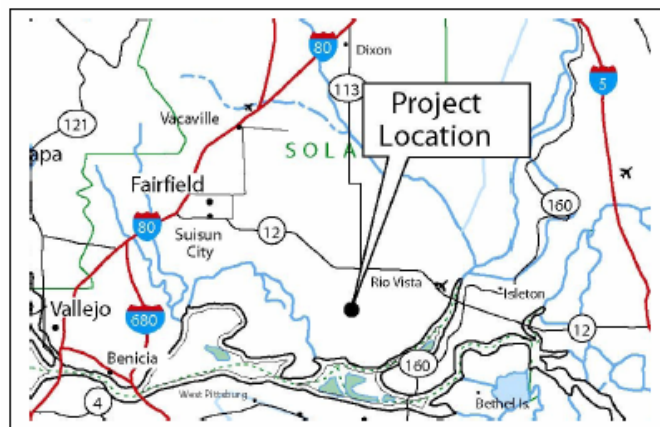 80
Dixon
5
113
Project
Location
121
Vacaville
apa
SOLA
Fairfield
160
80
Suisun
City
12
Rio Vista
Isleton
Vallejo
680
12
Benicia
160
4
West Pittsburg
Bethel Is.